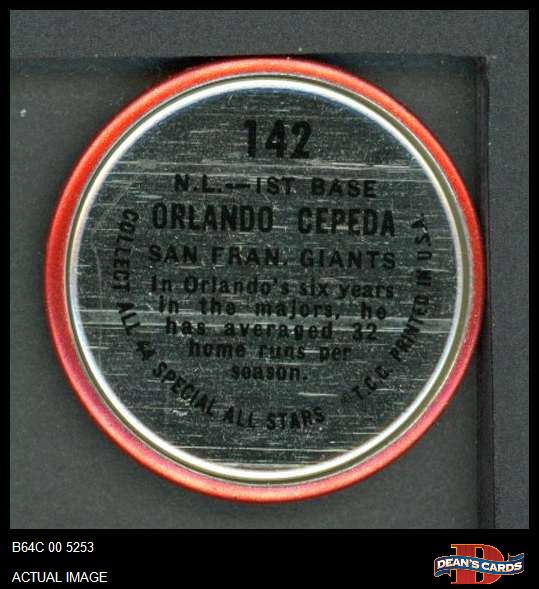 142
N.L.—1ST. BASE
ORLANDO CEPEDA
SAN FRAN. GIANTS
In Orlando's six years
in the majors, he
has averaged 32
home runs per
season.
COLLECT ALL 44 SPECIAL ALL STARS
T.C.G. PRINTED IN U.S.A.
B64C 00 5253
ACTUAL IMAGE
D
DEAN'S CARDS